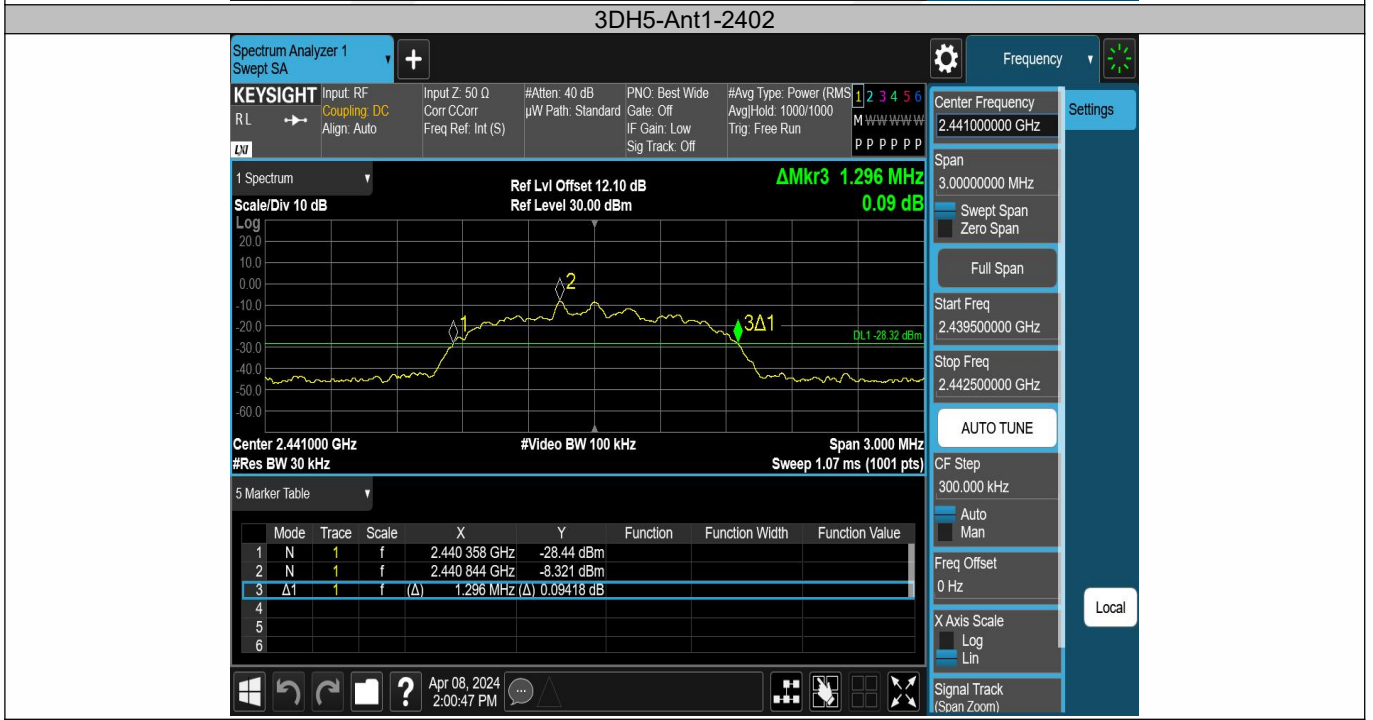 3DH5-Ant1-2402
Spectrum Analyzer 1
Swept SA
+
Frequency
KEYSIGHT
RL
LXI
Input: RF
Coupling: DC
Align: Auto
Input Z: 50 Ω
Corr CCorr
Freq Ref: Int (S)
#Atten: 40 dB
µW Path: Standard
PNO: Best Wide
Gate: Off
IF Gain: Low
Sig Track: Off
#Avg Type: Power (RMS
Avg|Hold: 1000/1000
Trig: Free Run
1 2 3 4 5 6
M W W W W W
P P P P P P
1 Spectrum
Scale/Div 10 dB
Ref Lvl Offset 12.10 dB
Ref Level 30.00 dBm
ΔMkr3 1.296 MHz
0.09 dB
Log
20.0
10.0
0.00
-10.0
-20.0
-30.0
-40.0
-50.0
-60.0
1
2
3Δ1
DL1 -28.32 dBm
Center 2.441000 GHz
#Res BW 30 kHz
#Video BW 100 kHz
Span 3.000 MHz
Sweep 1.07 ms (1001 pts)
5 Marker Table
Mode Trace Scale X Y Function Function Width Function Value
1 N 1 f 2.440 358 GHz -28.44 dBm
2 N 1 f 2.440 844 GHz -8.321 dBm
3 Δ1 1 f (Δ) 1.296 MHz (Δ) 0.09418 dB
4
5
6
Center Frequency
2.441000000 GHz
Span
3.00000000 MHz
Swept Span
Zero Span
Full Span
Start Freq
2.439500000 GHz
Stop Freq
2.442500000 GHz
AUTO TUNE
CF Step
300.000 kHz
Auto
Man
Freq Offset
0 Hz
X Axis Scale
Log
Lin
Signal Track
(Span Zoom)
Settings
Local
?
Apr 08, 2024
2:00:47 PM